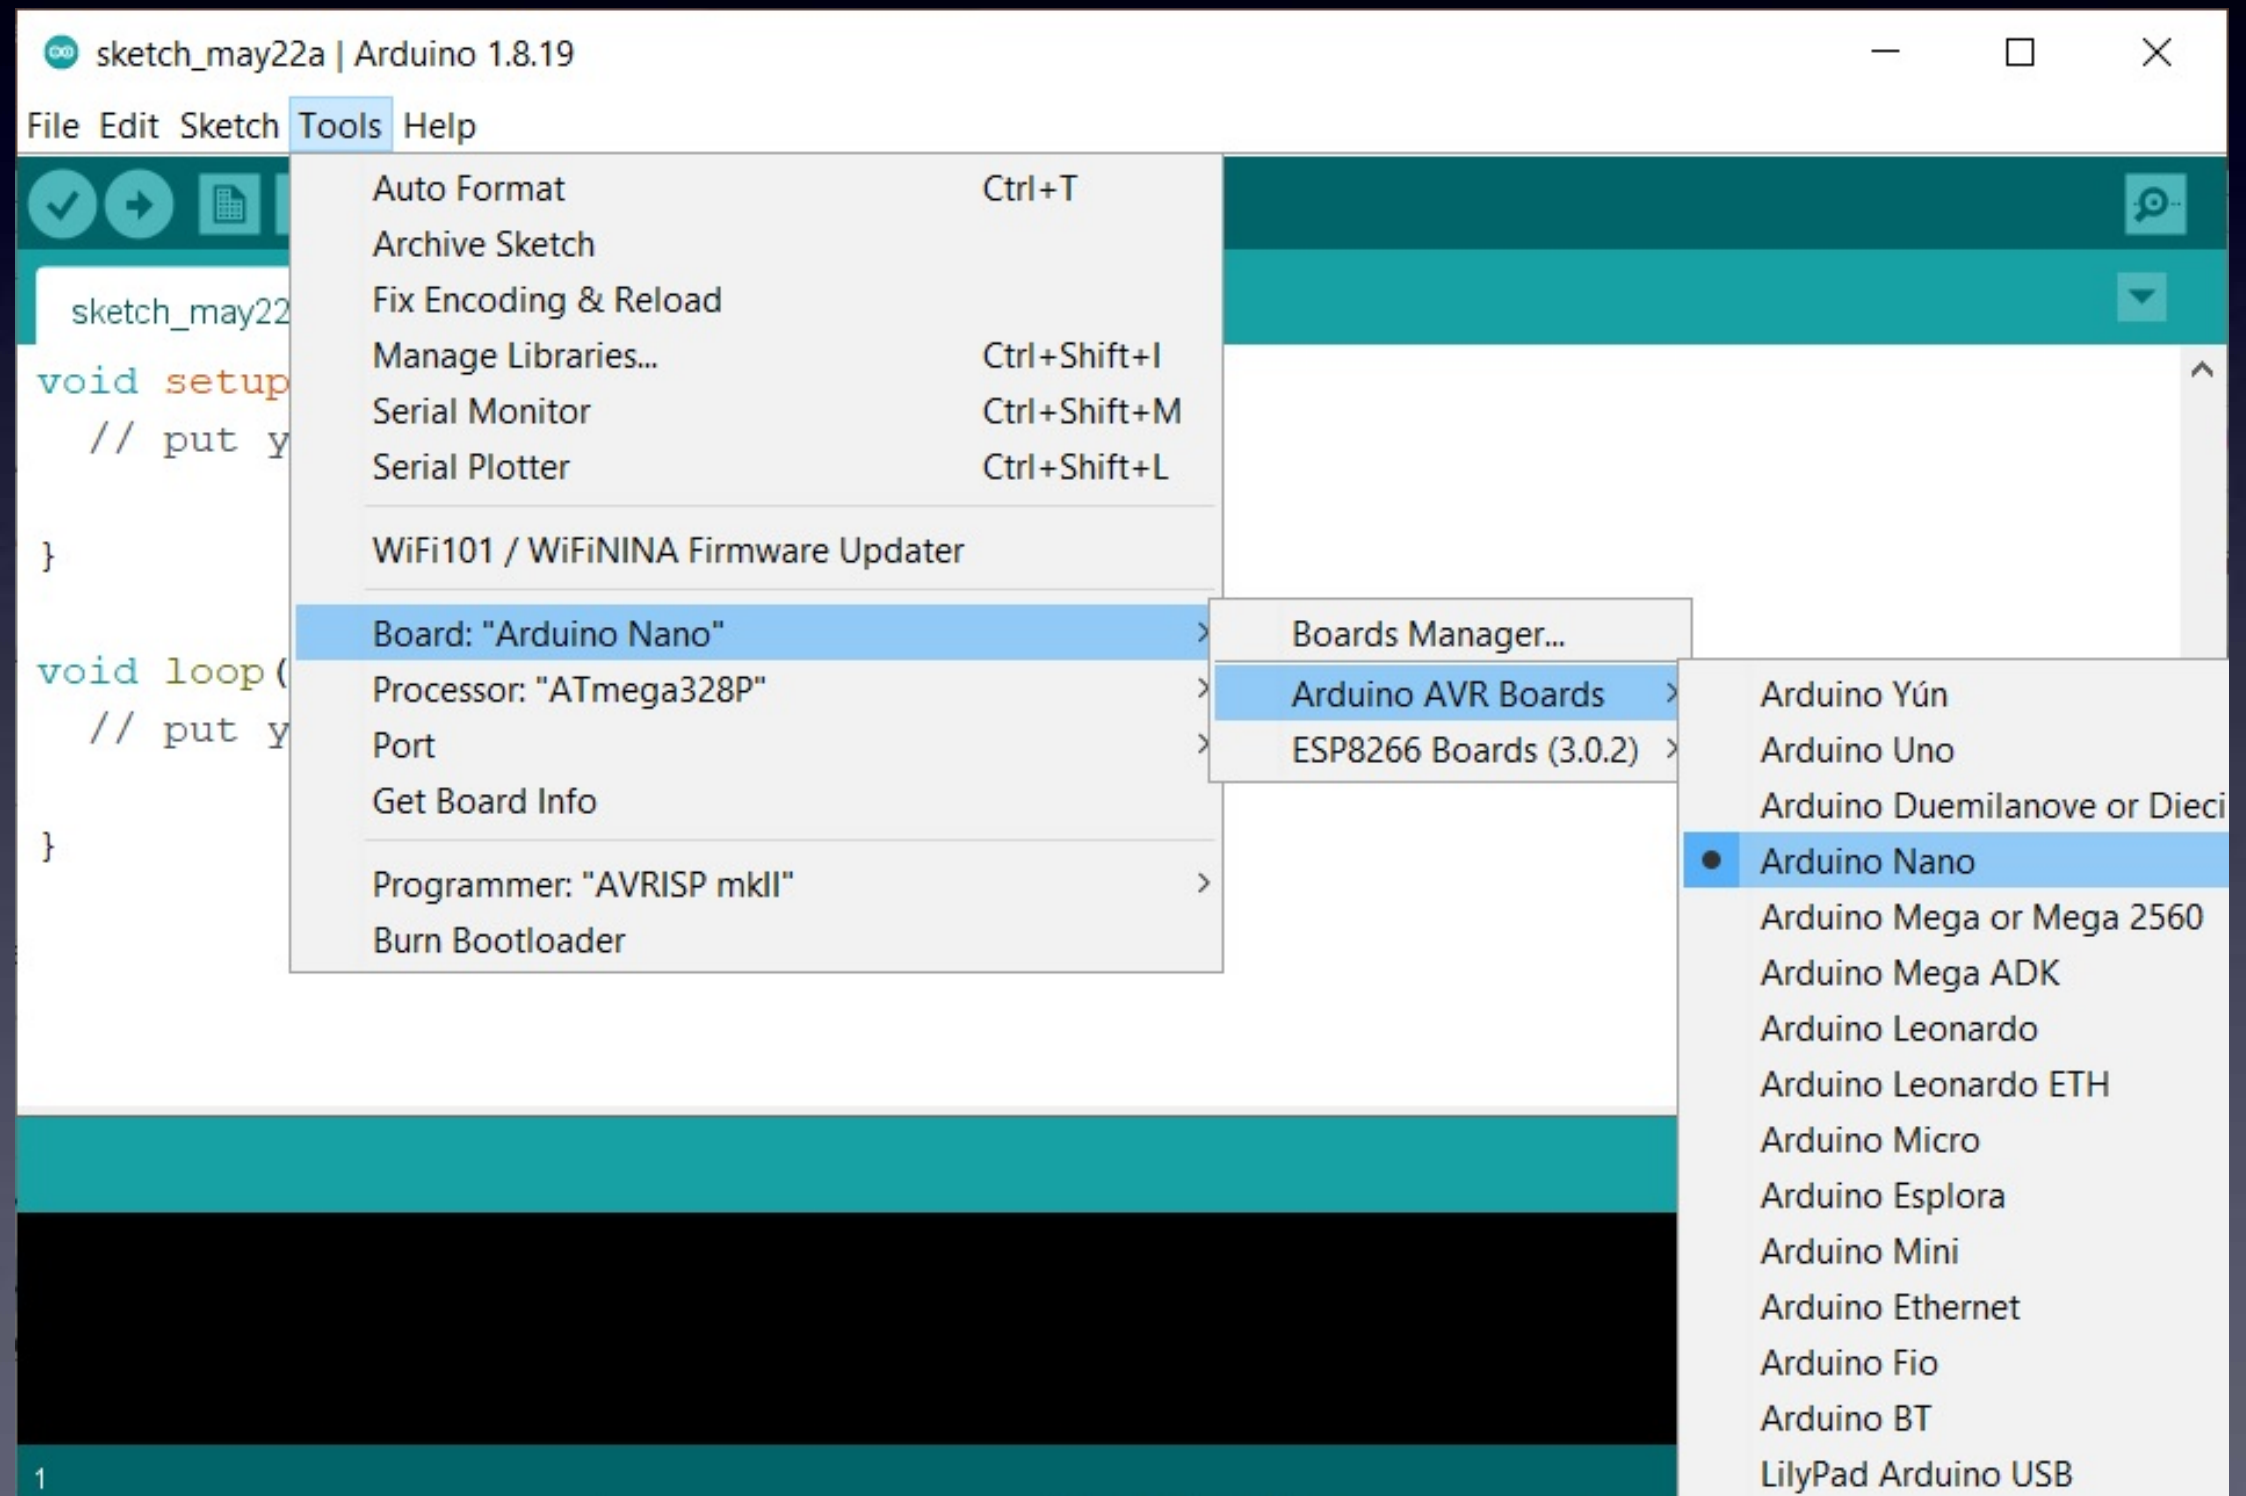 sketch_may22a | Arduino 1.8.19
File Edit Sketch Tools Help
sketch_may22
void setup
// put y
}
void loop(
// put y
}
Auto Format Ctrl+T
Archive Sketch
Fix Encoding & Reload
Manage Libraries... Ctrl+Shift+I
Serial Monitor Ctrl+Shift+M
Serial Plotter Ctrl+Shift+L
WiFi101 / WiFiNINA Firmware Updater
Board: "Arduino Nano"
Processor: "ATmega328P"
Port
Get Board Info
Programmer: "AVRISP mkII"
Burn Bootloader
Boards Manager...
Arduino AVR Boards
ESP8266 Boards (3.0.2)
Arduino Yún
Arduino Uno
Arduino Duemilanove or Dieci
Arduino Nano
Arduino Mega or Mega 2560
Arduino Mega ADK
Arduino Leonardo
Arduino Leonardo ETH
Arduino Micro
Arduino Esplora
Arduino Mini
Arduino Ethernet
Arduino Fio
Arduino BT
LilyPad Arduino USB
1